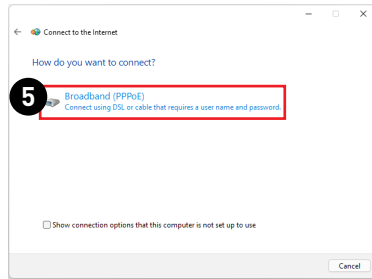 Connect to the Internet
How do you want to connect?
5
Broadband (PPPoE)
Connect using DSL or cable that requires a user name and password.
Show connection options that this computer is not set up to use
Cancel